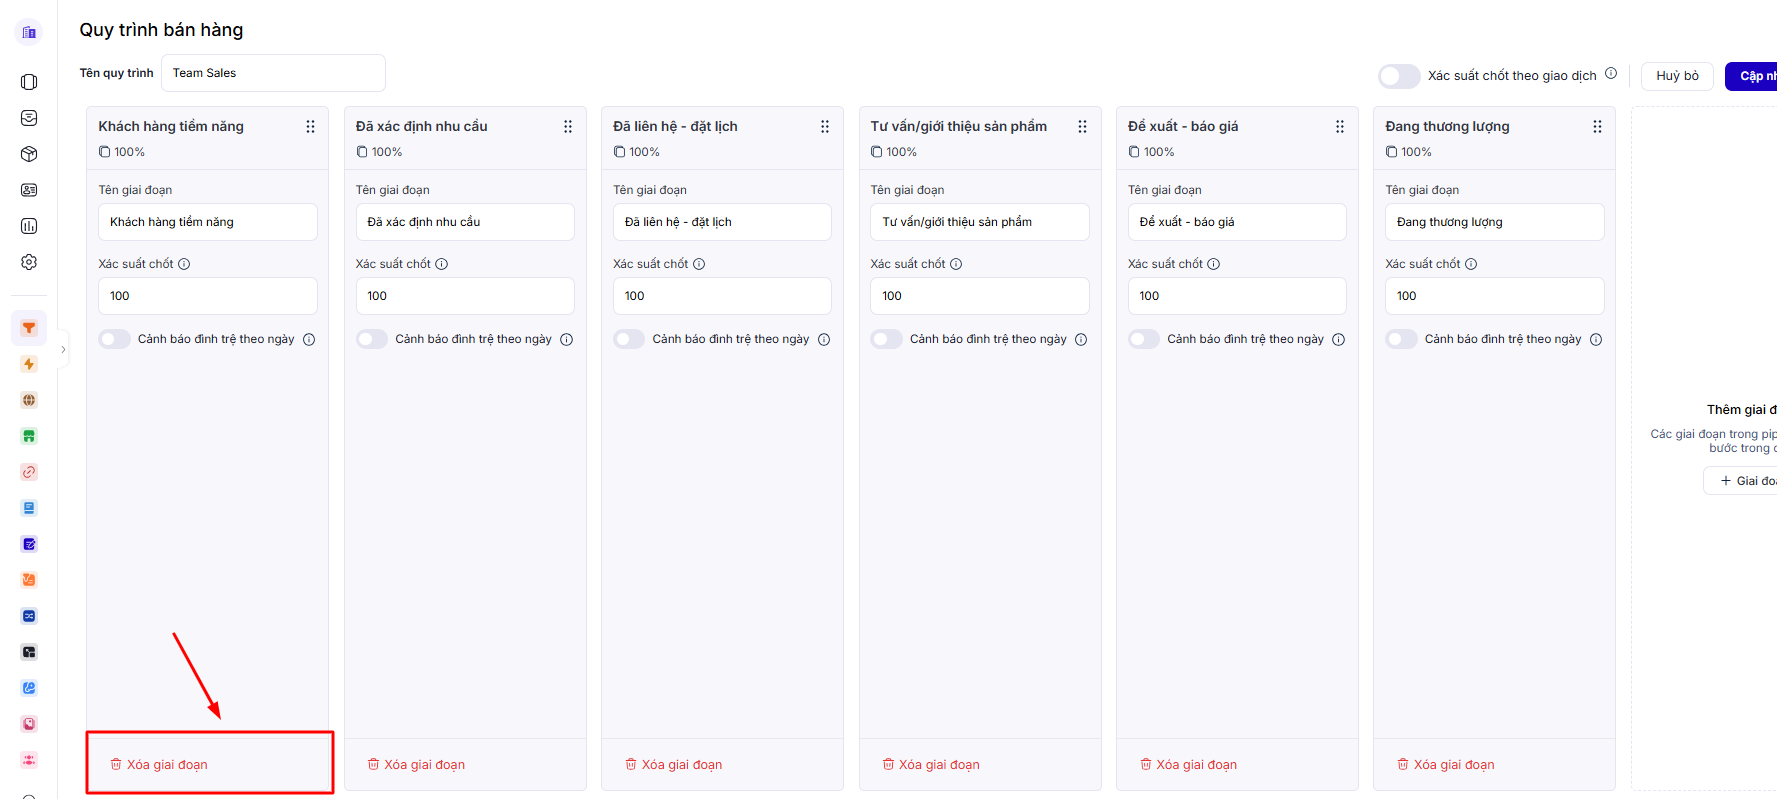 Quy trình bán hàng
Tên quy trình
Team Sales
Xác suất chốt theo giao dịch
Huỷ bỏ
Cập nh
Khách hàng tiềm năng
100%
Tên giai đoạn
Khách hàng tiềm năng
Xác suất chốt
100
Cảnh báo đình trệ theo ngày
Xóa giai đoạn
Đã xác định nhu cầu
100%
Tên giai đoạn
Đã xác định nhu cầu
Xác suất chốt
100
Cảnh báo đình trệ theo ngày
Xóa giai đoạn
Đã liên hệ - đặt lịch
100%
Tên giai đoạn
Đã liên hệ - đặt lịch
Xác suất chốt
100
Cảnh báo đình trệ theo ngày
Xóa giai đoạn
Tư vấn/giới thiệu sản phẩm
100%
Tên giai đoạn
Tư vấn/giới thiệu sản phẩm
Xác suất chốt
100
Cảnh báo đình trệ theo ngày
Xóa giai đoạn
Đề xuất - báo giá
100%
Tên giai đoạn
Đề xuất - báo giá
Xác suất chốt
100
Cảnh báo đình trệ theo ngày
Xóa giai đoạn
Đang thương lượng
100%
Tên giai đoạn
Đang thương lượng
Xác suất chốt
100
Cảnh báo đình trệ theo ngày
Xóa giai đoạn
Thêm giai đ
Các giai đoạn trong pip
bước trong
+ Giai đoạ